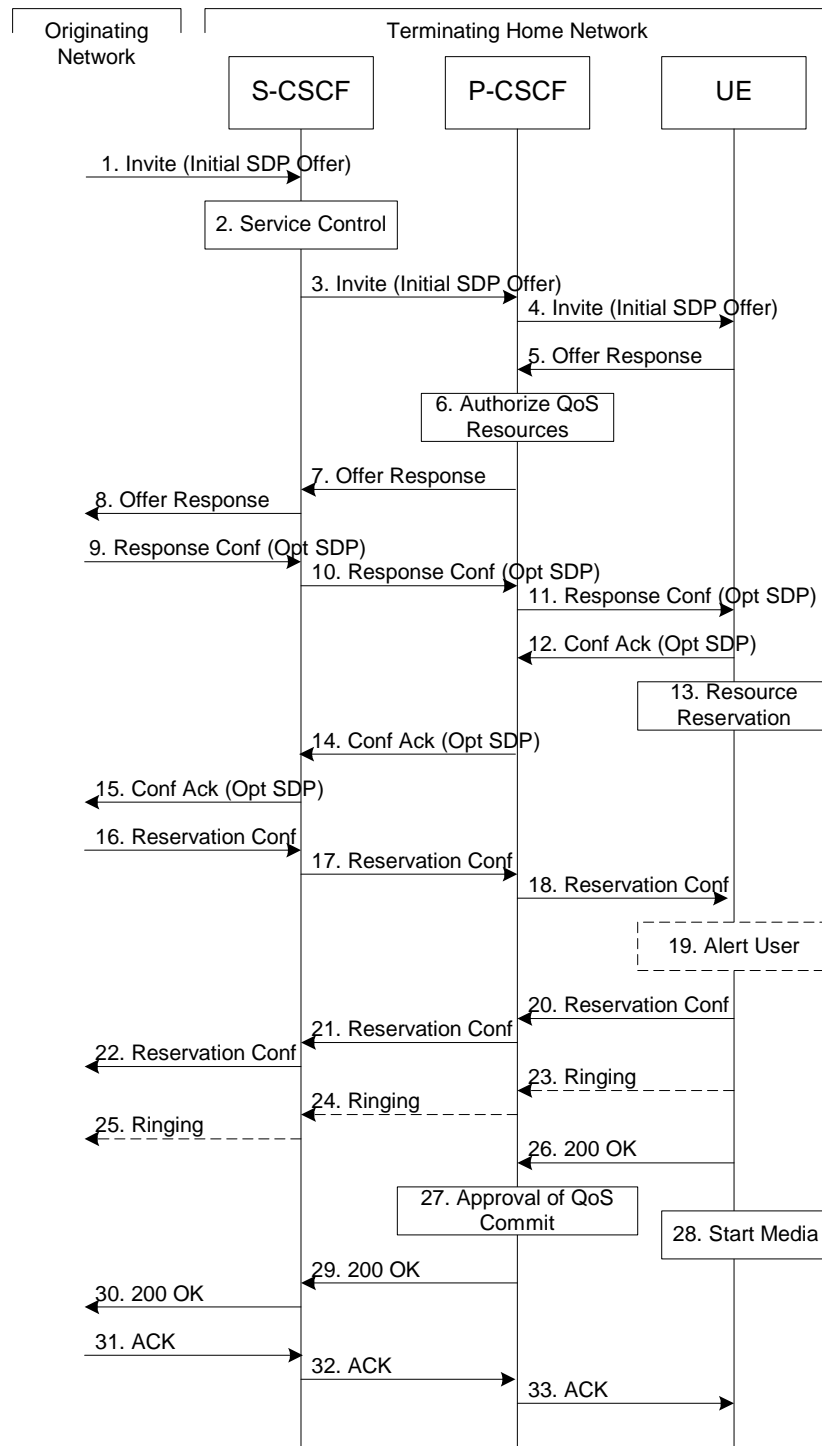 Originating
Network
Terminating Home Network
S-CSCF
P-CSCF
UE
1. Invite (Initial SDP Offer)
2. Service Control
3. Invite (Initial SDP Offer)
4. Invite (Initial SDP Offer)
5. Offer Response
6. Authorize QoS
Resources
7. Offer Response
8. Offer Response
9. Response Conf (Opt SDP)
10. Response Conf (Opt SDP)
11. Response Conf (Opt SDP)
12. Conf Ack (Opt SDP)
13. Resource
Reservation
14. Conf Ack (Opt SDP)
15. Conf Ack (Opt SDP)
16. Reservation Conf
17. Reservation Conf
18. Reservation Conf
19. Alert User
20. Reservation Conf
21. Reservation Conf
22. Reservation Conf
23. Ringing
24. Ringing
25. Ringing
26. 200 OK
27. Approval of QoS
Commit
28. Start Media
29. 200 OK
30. 200 OK
31. ACK
32. ACK
33. ACK